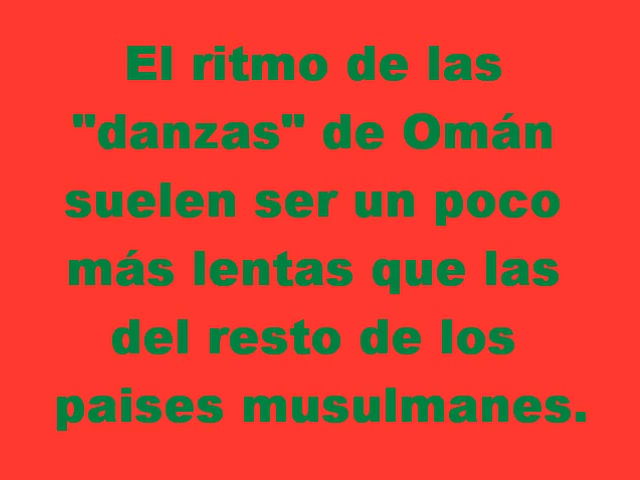 El ritmo de las
"danzas" de Omán
suelen ser un poco
más lentas que las
del resto de los
paises musulmanes.